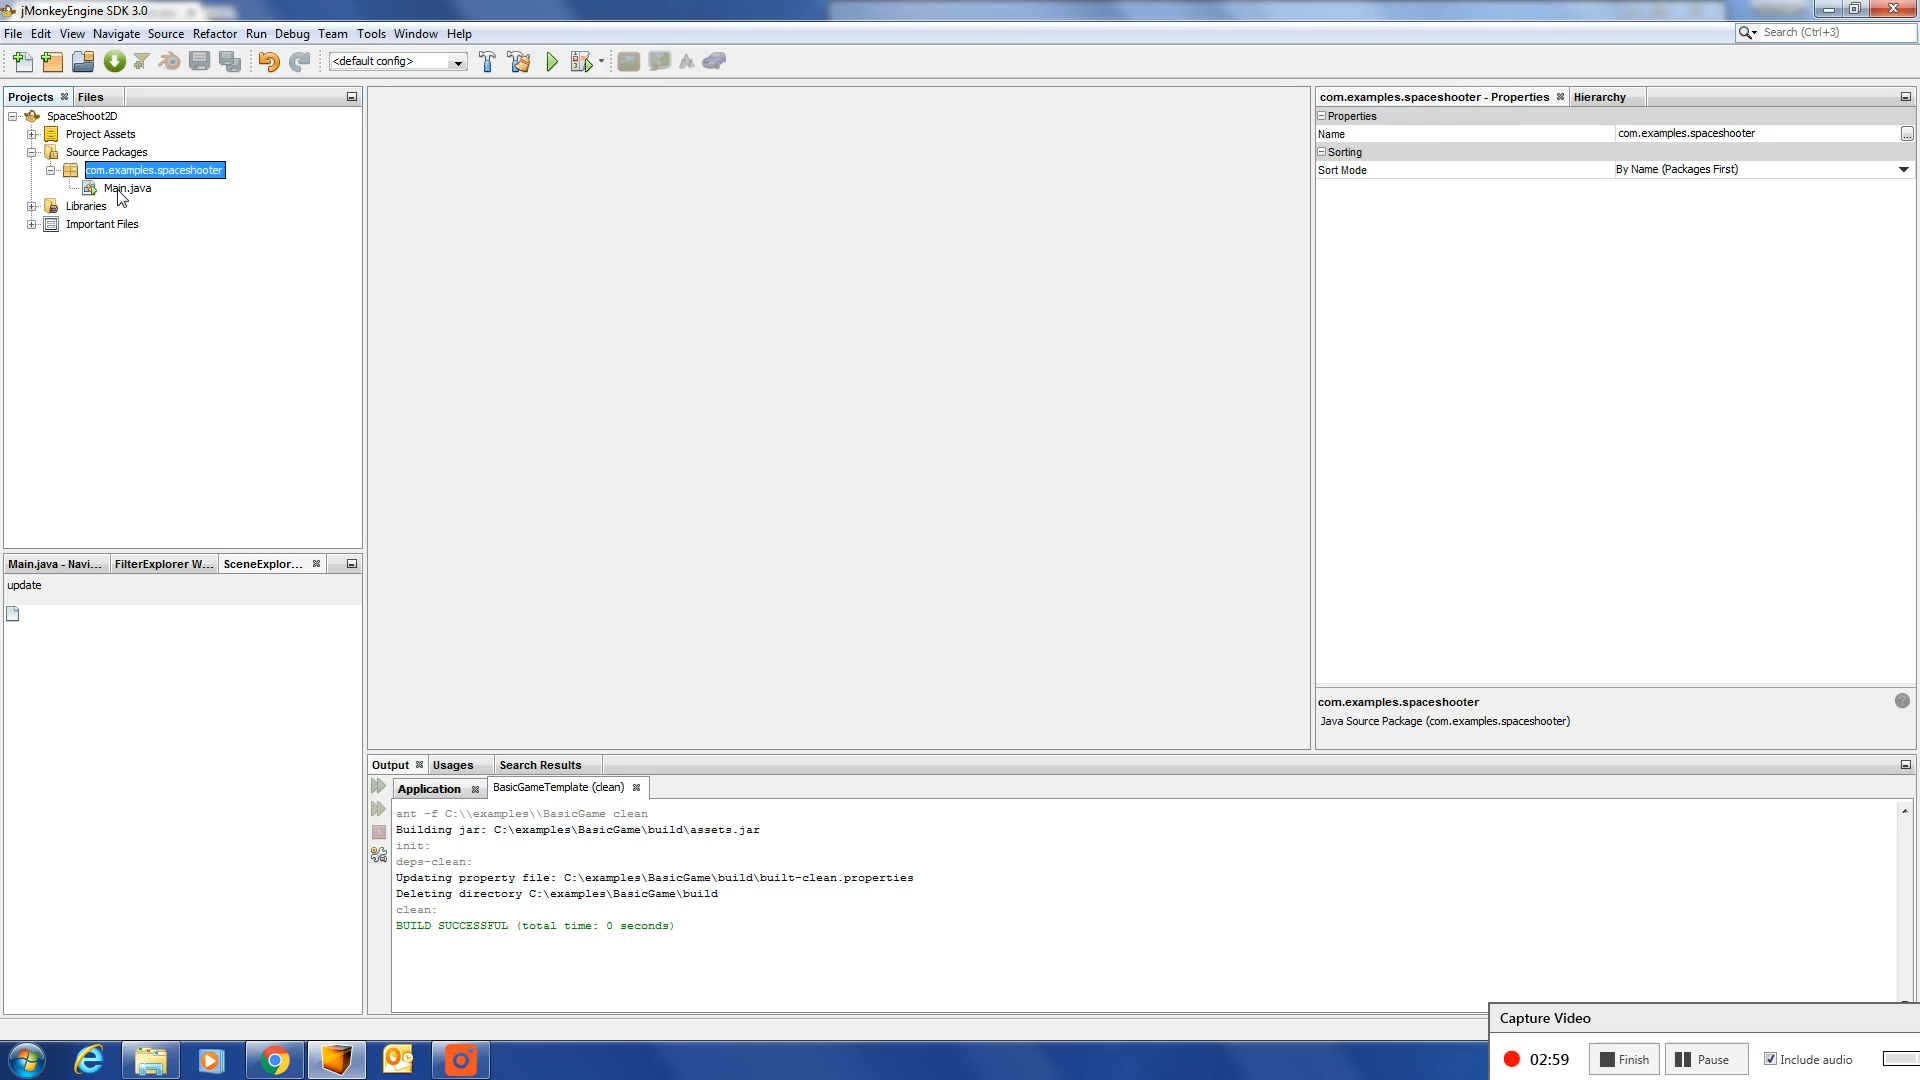 jMonkeyEngine SDK 3.0
File Edit View Navigate Source Refactor Run Debug Team Tools Window Help
Search (Ctrl+3)
<default config>
Projects Files
SpaceShoot2D
Project Assets
Source Packages
com.examples.spaceshooter
Main.java
Libraries
Important Files
com.examples.spaceshooter - Properties Hierarchy
Properties
Name com.examples.spaceshooter ...
Sorting
Sort Mode By Name (Packages First)
Main.java - Navi... FilterExplorer W... SceneExplor...
update
com.examples.spaceshooter
Java Source Package (com.examples.spaceshooter)
Output Usages Search Results
Application BasicGameTemplate (clean)
ant -f C:\\examples\\BasicGame clean
Building jar: C:\examples\BasicGame\build\assets.jar
init:
deps-clean:
Updating property file: C:\examples\BasicGame\build\built-clean.properties
Deleting directory C:\examples\BasicGame\build
clean:
BUILD SUCCESSFUL (total time: 0 seconds)
Capture Video
02:59 Finish Pause Include audio